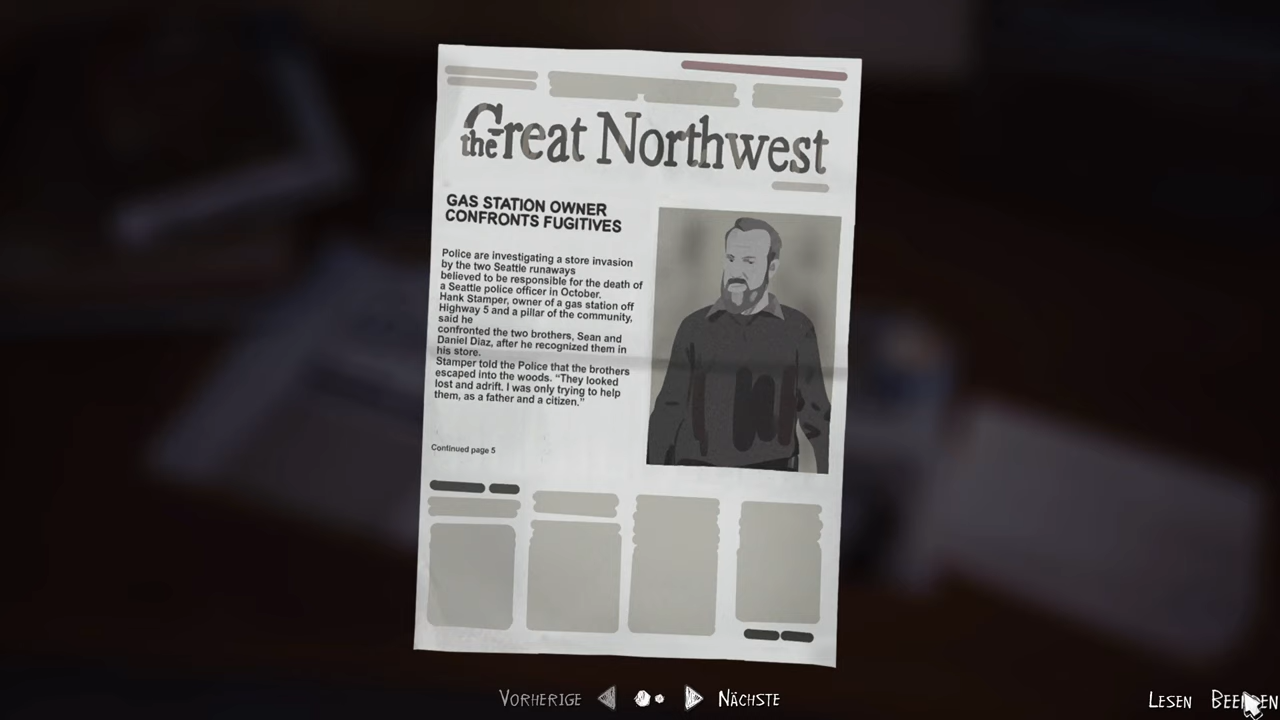 the Great Northwest
GAS STATION OWNER
CONFRONTS FUGITIVES
Police are investigating a store invasion
by the two Seattle runaways
believed to be responsible for the death of
a Seattle police officer in October.
Hank Stamper, owner of a gas station off
Highway 5 and a pillar of the community,
said he
confronted the two brothers, Sean and
Daniel Diaz, after he recognized them in
his store.
Stamper told the Police that the brothers
escaped into the woods. “They looked
lost and adrift. I was only trying to help
them, as a father and a citizen.”
Continued page 5
VORHERIGE NÄCHSTE LESEN BEENDEN